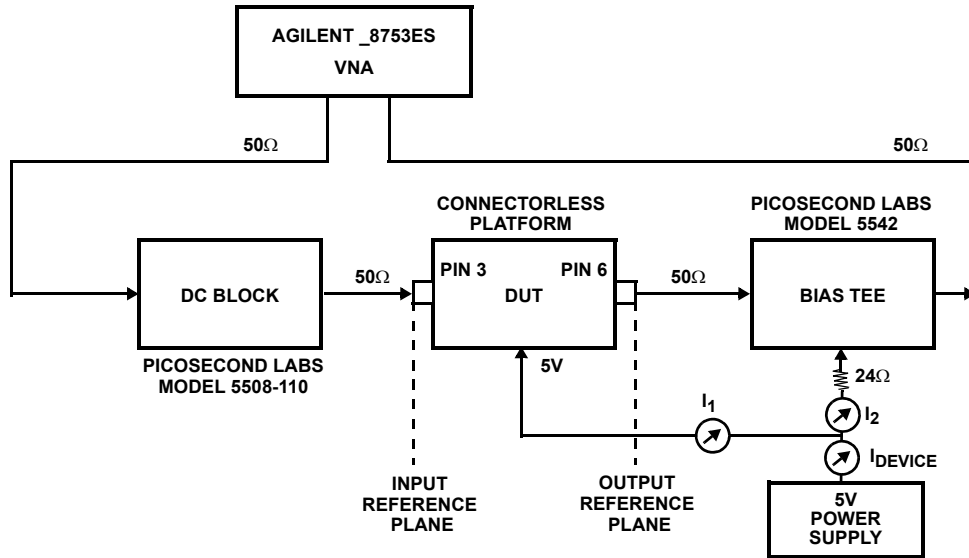 AGILENT _8753ES
VNA
50Ω
50Ω
CONNECTORLESS
PLATFORM
PICOSECOND LABS
MODEL 5542
DC BLOCK
50Ω
PIN 3
PIN 6
DUT
50Ω
BIAS TEE
PICOSECOND LABS
MODEL 5508-110
5V
24Ω
I1
I2
IDEVICE
INPUT
REFERENCE
PLANE
OUTPUT
REFERENCE
PLANE
5V
POWER
SUPPLY